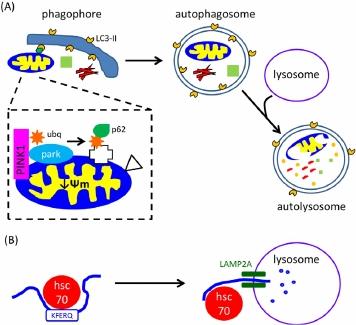 (A)
phagophore
autophagosome
LC3-II
lysosome
ubq
p62
PINK1
park
↓Ψm
autolysosome
(B)
hsc
70
KFERQ
LAMP2A
lysosome
hsc
70